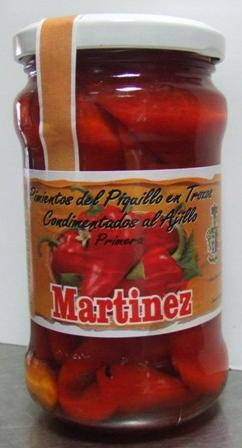 Pimientos del Piquillo en Trozos
Condimentados al Ajillo
Primera
Martinez